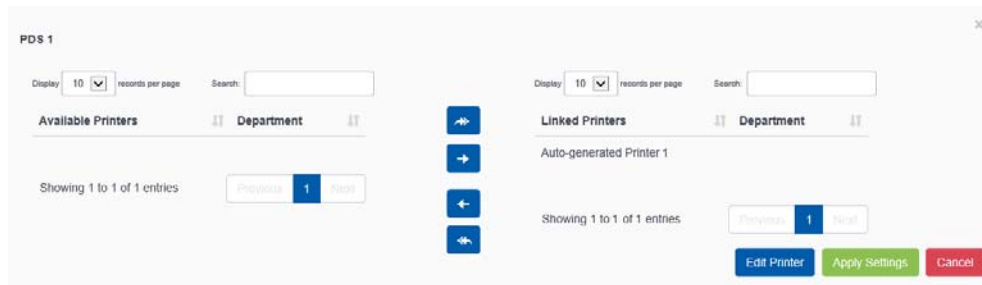 ×
PDS 1
Display 10 records per page Search:
Available Printers Department
Showing 1 to 1 of 1 entries
Previous 1 Next
Display 10 records per page Search:
Linked Printers Department
Auto-generated Printer 1
Showing 1 to 1 of 1 entries
Previous 1 Next
Edit Printer Apply Settings Cancel